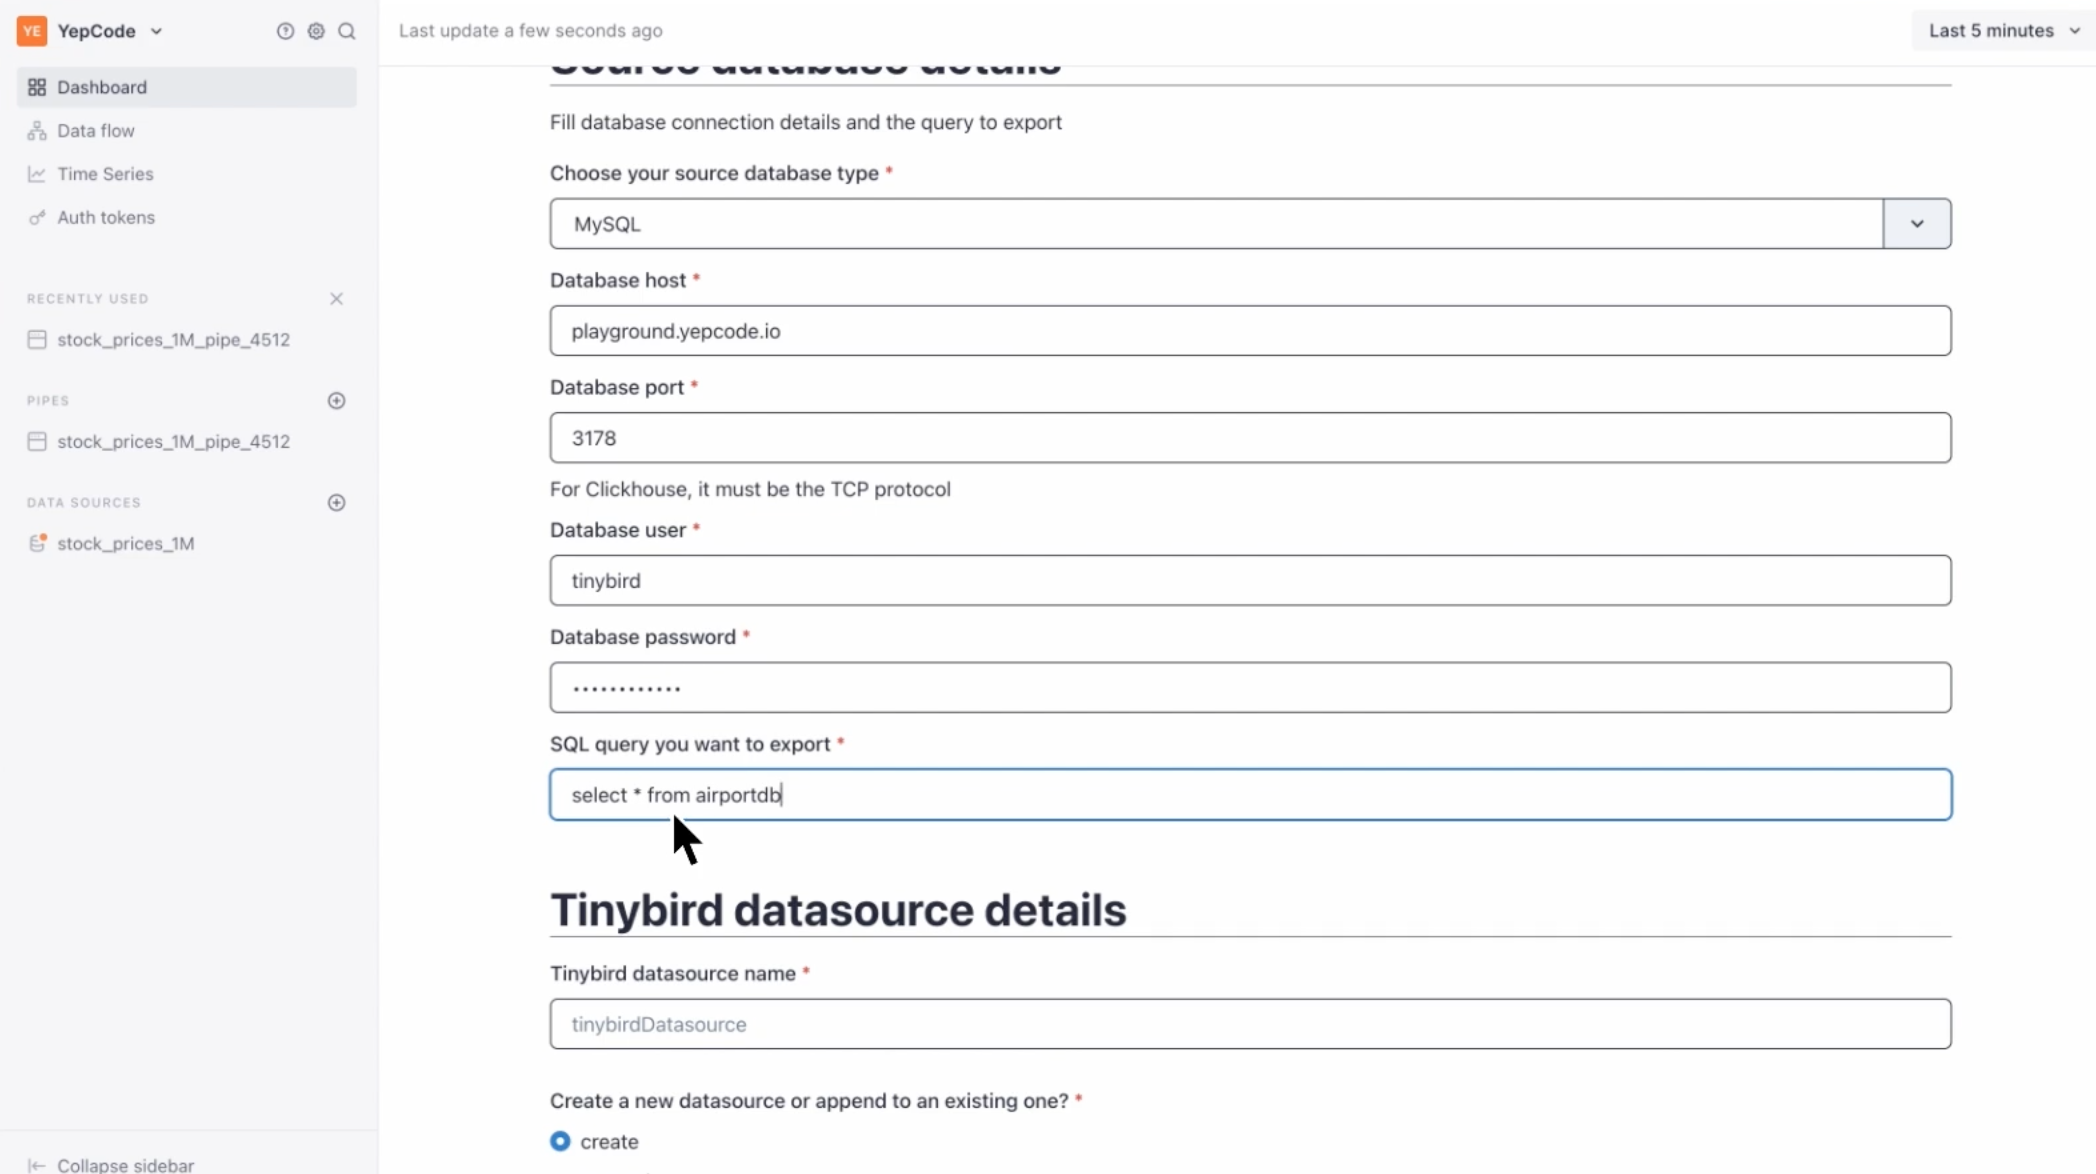 YE YepCode
Dashboard
Data flow
Time Series
Auth tokens
RECENTLY USED
stock_prices_1M_pipe_4512
PIPES
stock_prices_1M_pipe_4512
DATA SOURCES
stock_prices_1M
Collapse sidebar
Last update a few seconds ago
Last 5 minutes
Source database details
Fill database connection details and the query to export
Choose your source database type *
MySQL
Database host *
playground.yepcode.io
Database port *
3178
For Clickhouse, it must be the TCP protocol
Database user *
tinybird
Database password *
••••••••••••
SQL query you want to export *
select * from airportdb
Tinybird datasource details
Tinybird datasource name *
tinybirdDatasource
Create a new datasource or append to an existing one? *
create